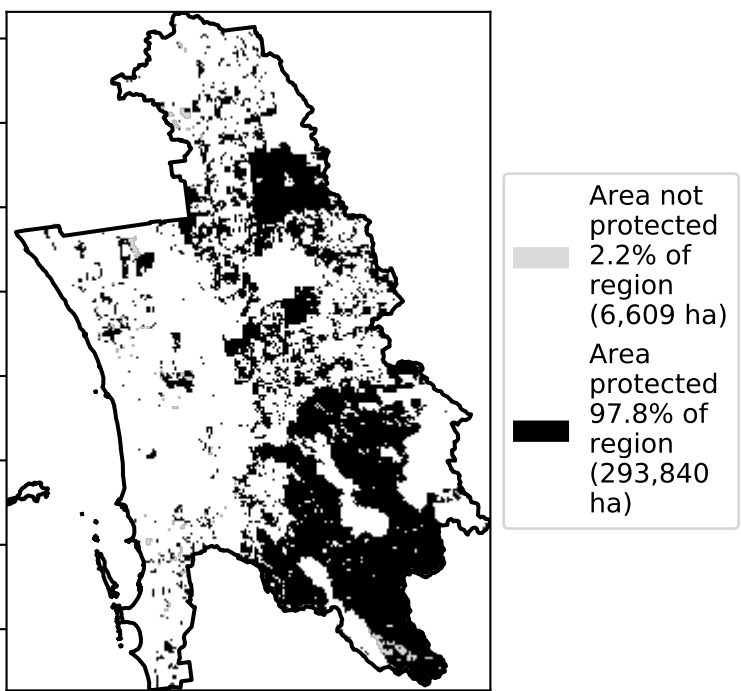 Area not
protected
2.2% of
region
(6,609 ha)
Area
protected
97.8% of
region
(293,840
ha)